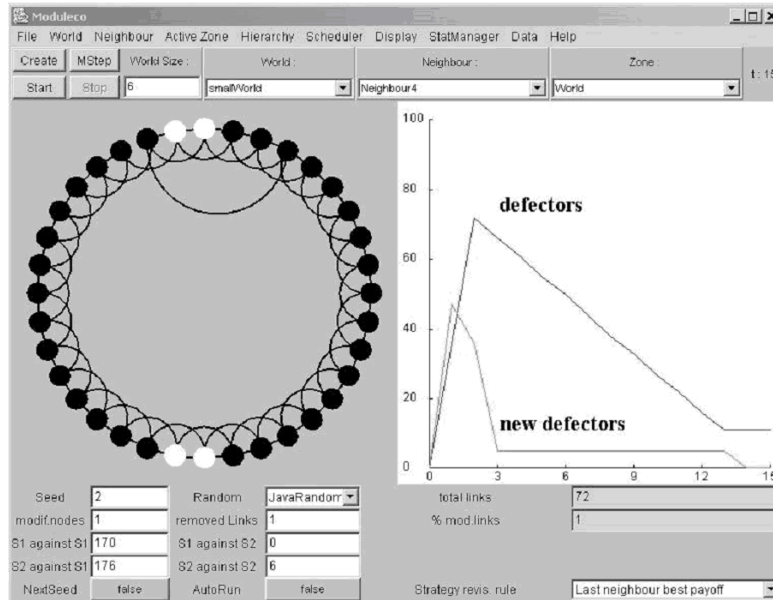 Moduleco
File World Neighbour Active Zone Hierarchy Scheduler Display StatManager Data Help
Create MStep World Size : World : Neighbour : Zone :
Start Stop 6 smallWorld Neighbour4 World t : 15
100
80
defectors
60
40
20
new defectors
0
0 3 6 9 12 15
Seed 2 Random JavaRandom total links 72
modif.nodes 1 removed Links 1 % mod.links 1
S1 against S1 170 S1 against S2 0
S2 against S1 176 S2 against S2 6
NextSeed false AutoRun false Strategy revis. rule Last neighbour best payoff